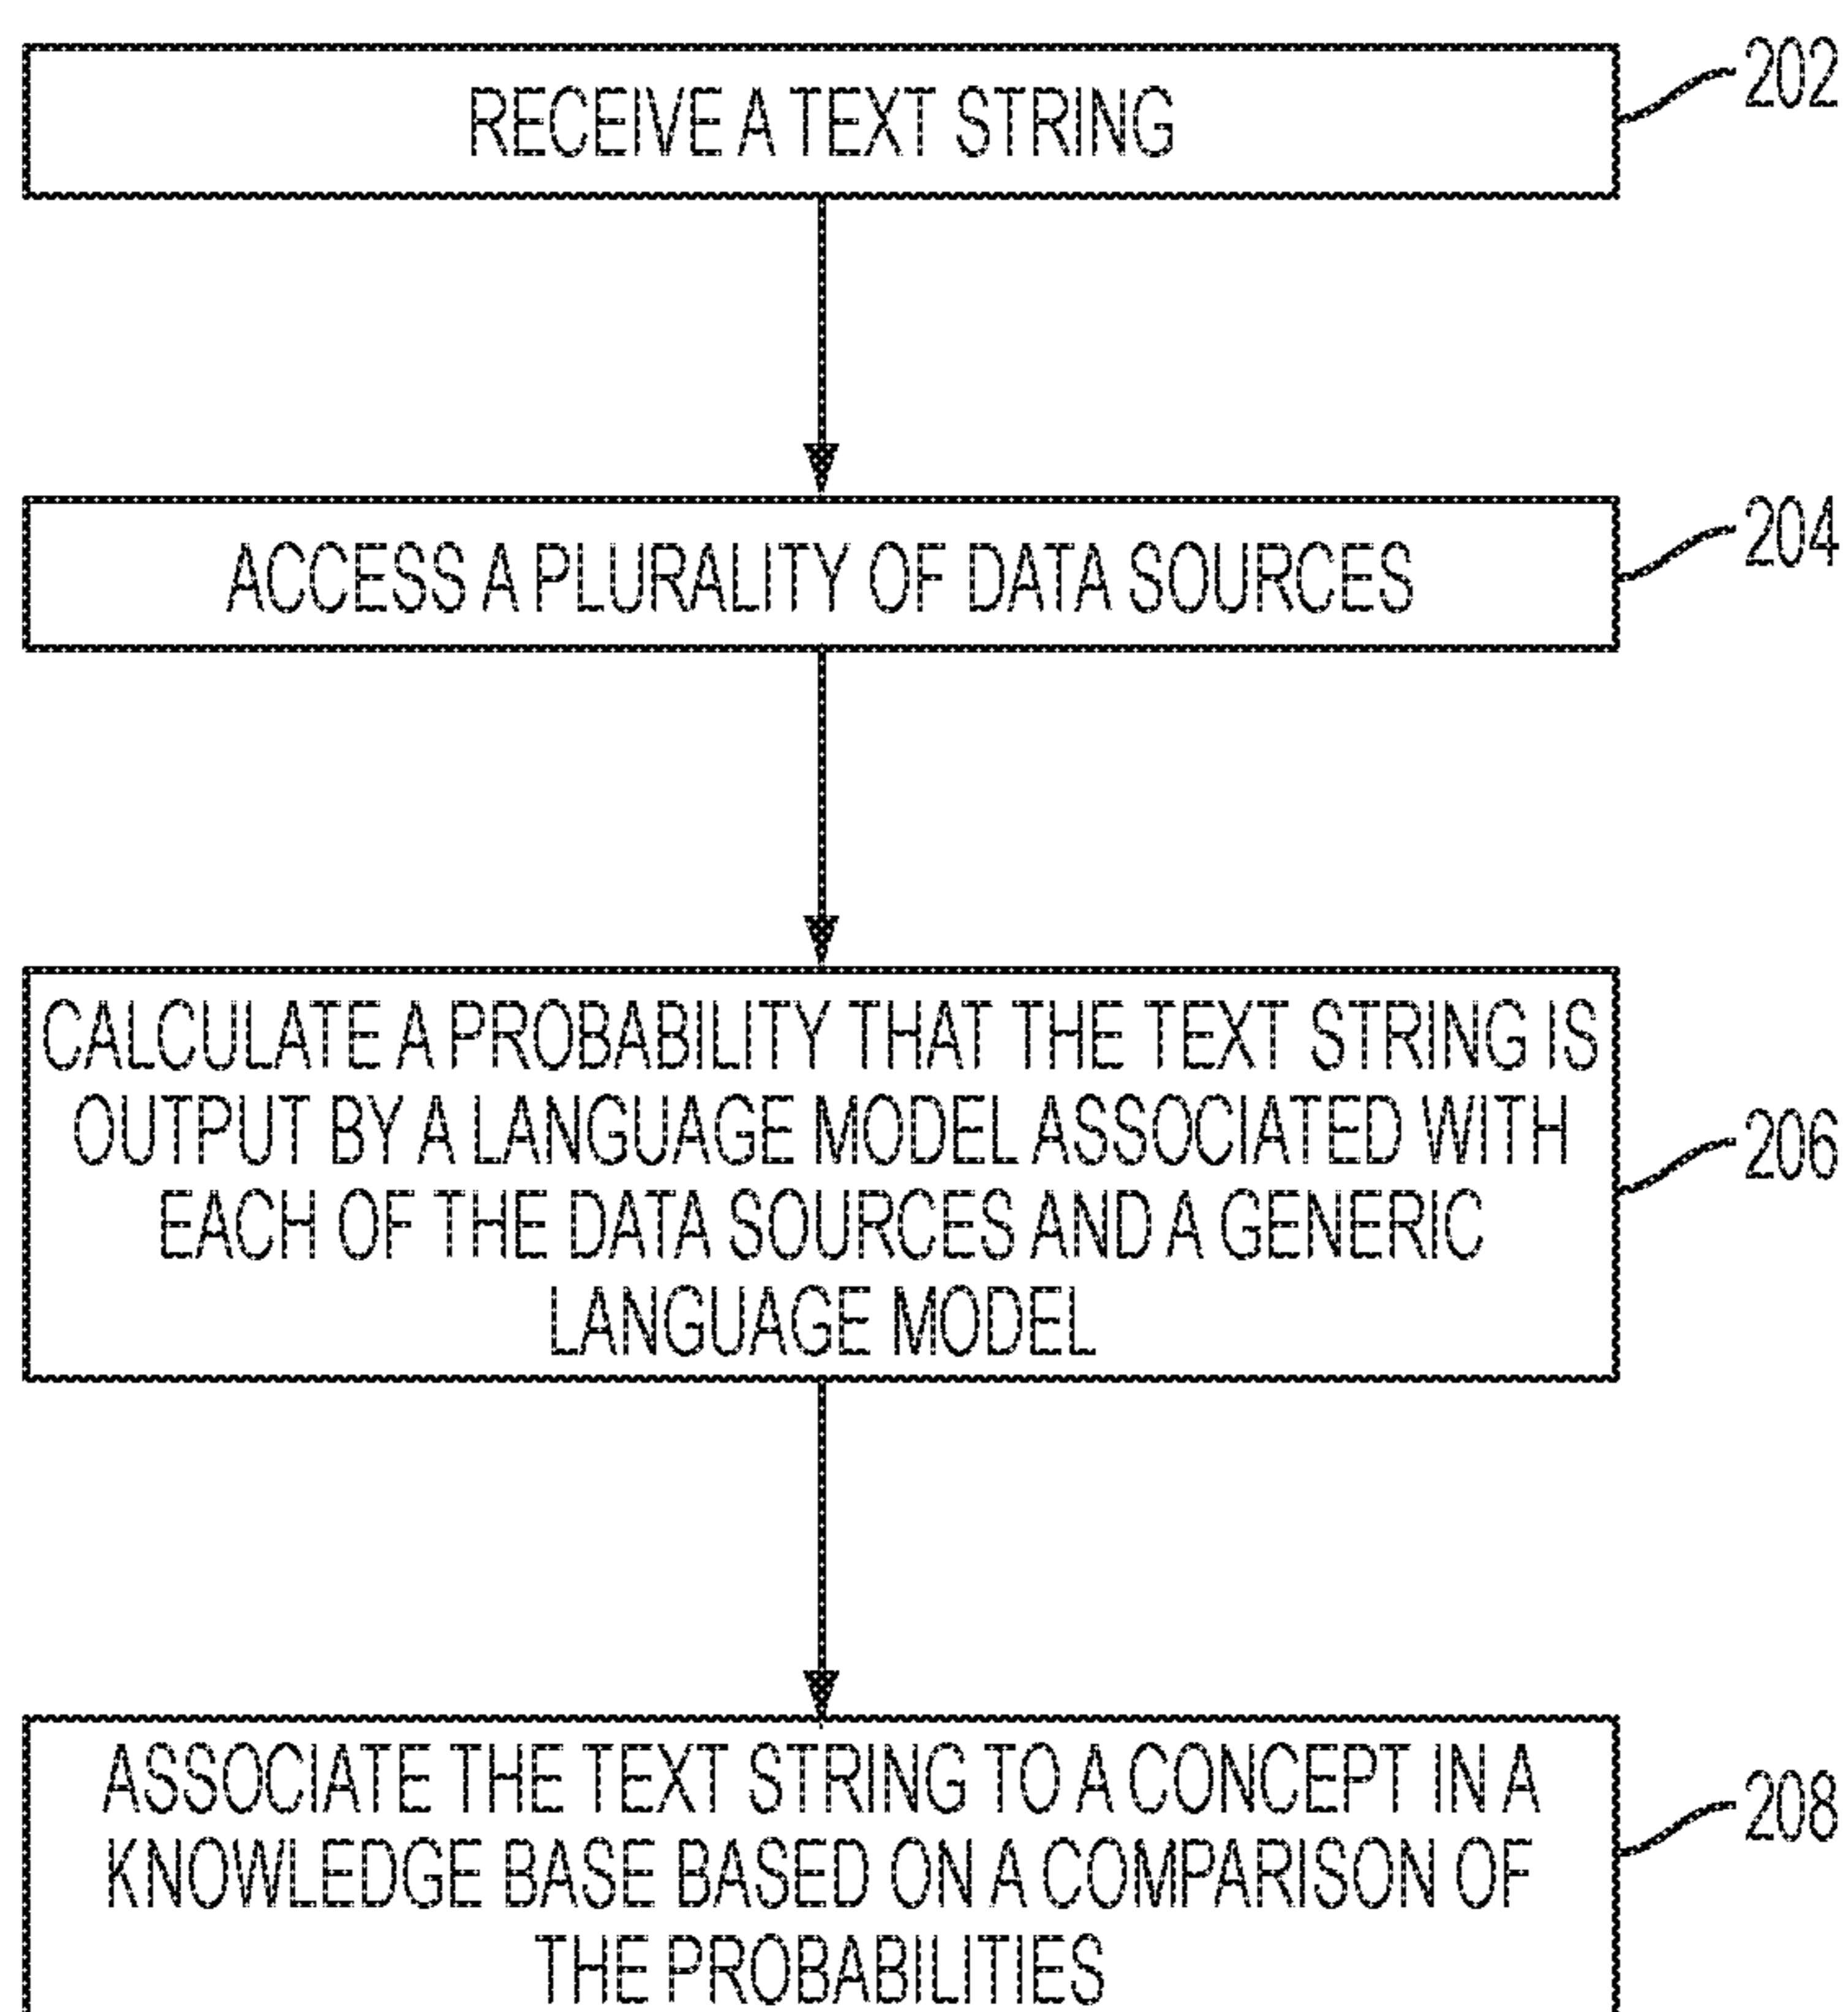 RECEIVE A TEXT STRING
202
ACCESS A PLURALITY OF DATA SOURCES
204
CALCULATE A PROBABILITY THAT THE TEXT STRING IS
OUTPUT BY A LANGUAGE MODEL ASSOCIATED WITH
EACH OF THE DATA SOURCES AND A GENERIC
LANGUAGE MODEL
206
ASSOCIATE THE TEXT STRING TO A CONCEPT IN A
KNOWLEDGE BASE BASED ON A COMPARISON OF
THE PROBABILITIES
208